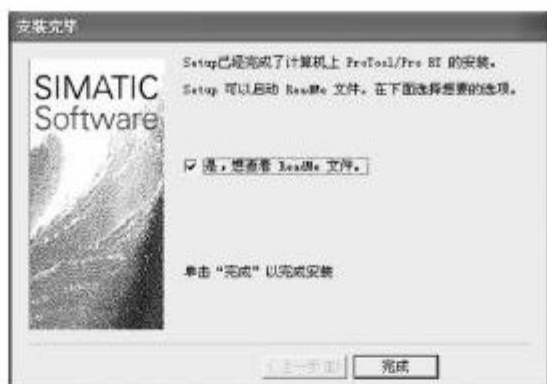 安装完毕
SIMATIC
Software
Setup已经完成了计算机上 ProTool/Pro RT 的安装。
Setup 可以启动 ReadMe 文件。在下面选择想要的选项。
是,想查看 ReadMe 文件。
单击“完成”以完成安装
<上一步(B)
完成